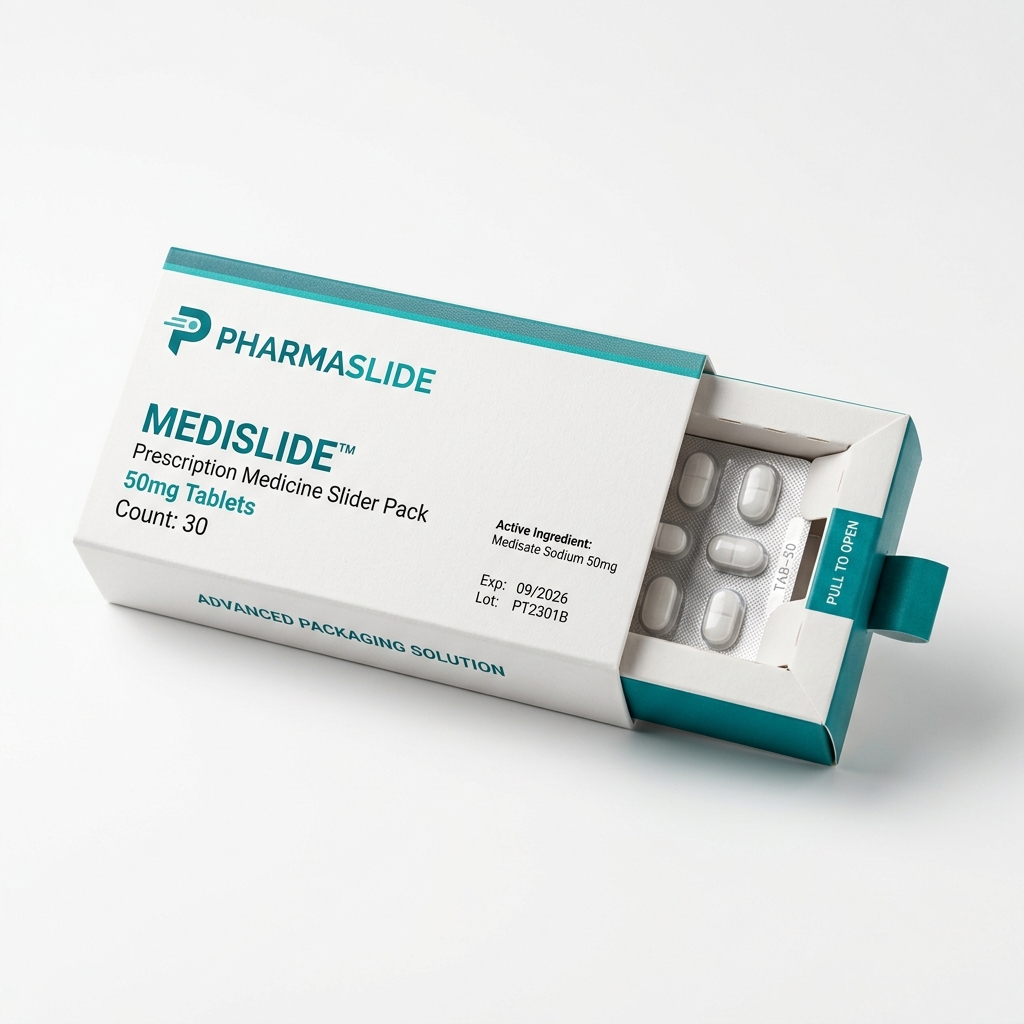 PHARMASLIDE
MEDISLIDE™
Prescription Medicine Slider Pack
50mg Tablets
Count: 30
Active Ingredient:
Medisate Sodium 50mg
Exp: 09/2026
Lot: PT2301B
ADVANCED PACKAGING SOLUTION
TAB-50
PULL TO OPEN